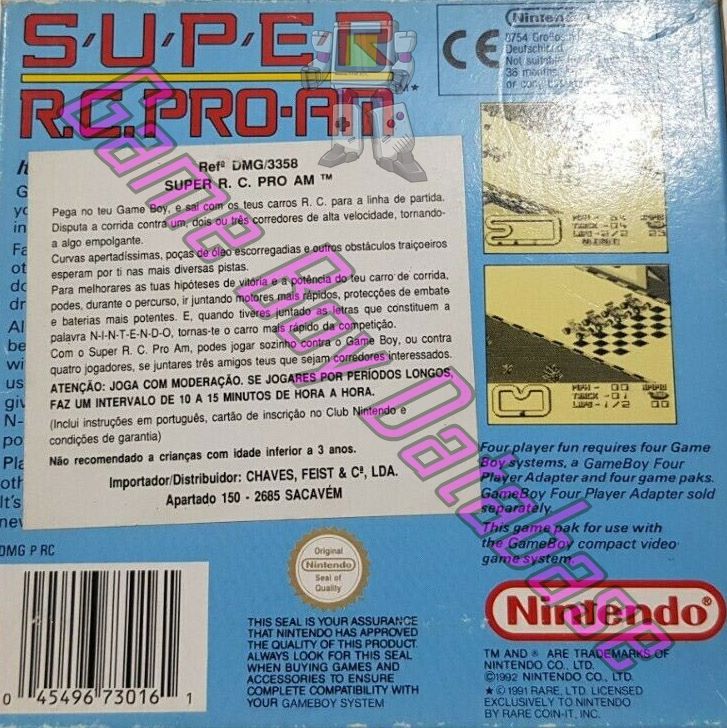 S·U·P·E·R
R.C. PRO-AM
TM*
CE
Nintendo
8754 Großostheim
Not suitable
36 months
or co
Refª DMG/3358
SUPER R. C. PRO AM ™
Pega no teu Game Boy, e sai com os teus carros R. C. para a linha de partida.
Disputa a corrida contra um, dois ou três corredores de alta velocidade, tornando-
a algo empolgante.
Curvas apertadíssimas, poças de óleo escorregadias e outros obstáculos traiçoeiros
esperam por ti nas mais diversas pistas.
Para melhorares as tuas hipóteses de vitória e a potência do teu carro de corrida,
podes, durante o percurso, ir juntando motores mais rápidos, protecções de embate
e baterias mais potentes. E, quando tiveres juntado as letras que constituem a
palavra N-I-N-T-E-N-D-O, tornas-te o carro mais rápido da competição.
Com o Super R. C. Pro Am, podes jogar sozinho contra o Game Boy, ou contra
quatro jogadores, se juntares três amigos teus que sejam corredores interessados.
ATENÇÃO: JOGA COM MODERAÇÃO. SE JOGARES POR PERÍODOS LONGOS,
FAZ UM INTERVALO DE 10 A 15 MINUTOS DE HORA A HORA.
(Inclui instruções em português, cartão de inscrição no Club Nintendo e
condições de garantia)
Não recomendado a crianças com idade inferior a 3 anos.
Importador/Distribuidor: CHAVES, FEIST & Cª, LDA.
Apartado 150 - 2685 SACAVÉM
Four player fun requires four Game
Boy systems, a GameBoy Four
Player Adapter and four game paks.
GameBoy Four Player Adapter sold
separately.
This game pak for use with
the GameBoy compact video
game system.
DMG P RC
Original
Nintendo
Seal of
Quality
THIS SEAL IS YOUR ASSURANCE
THAT NINTENDO HAS APPROVED
THE QUALITY OF THIS PRODUCT.
ALWAYS LOOK FOR THIS SEAL
WHEN BUYING GAMES AND
ACCESSORIES TO ENSURE
COMPLETE COMPATIBILITY WITH
YOUR GAMEBOY SYSTEM
0 45496 73016 1
Nintendo®
TM AND ® ARE TRADEMARKS OF
NINTENDO CO., LTD.
©1992 NINTENDO CO., LTD.
* © 1991 RARE, LTD. LICENSED
EXCLUSIVELY TO NINTENDO
BY RARE COIN-IT, INC.
Game Boy Database